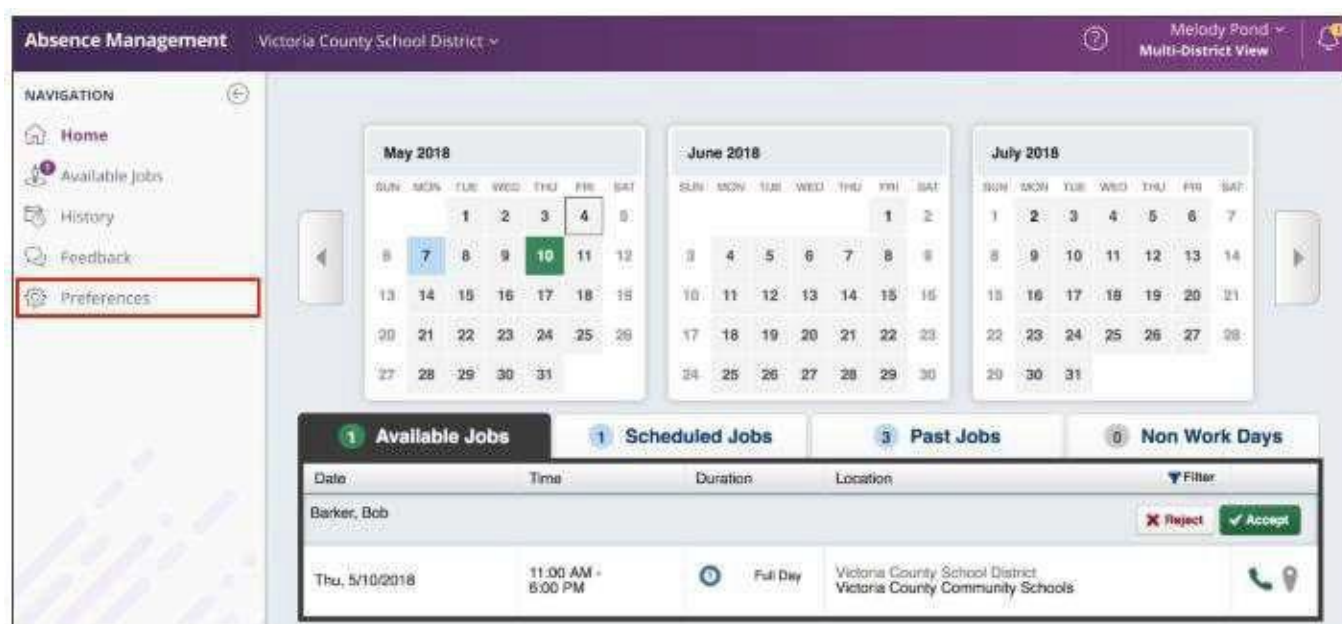 Absence Management Victoria County School District
Melody Pond
Multi-District View
NAVIGATION
Home
Available Jobs
History
Feedback
Preferences
May 2018
SUN MON TUE WED THU FRI SAT
1 2 3 4 5
6 7 8 9 10 11 12
13 14 15 16 17 18 19
20 21 22 23 24 25 26
27 28 29 30 31
June 2018
SUN MON TUE WED THU FRI SAT
1 2
3 4 5 6 7 8 9
10 11 12 13 14 15 16
17 18 19 20 21 22 23
24 25 26 27 28 29 30
July 2018
SUN MON TUE WED THU FRI SAT
1 2 3 4 5 6 7
8 9 10 11 12 13 14
15 16 17 18 19 20 21
22 23 24 25 26 27 28
29 30 31
1 Available Jobs 1 Scheduled Jobs 3 Past Jobs 0 Non Work Days
Date Time Duration Location Filter
Barker, Bob Reject Accept
Thu, 5/10/2018 11:00 AM - 6:00 PM Full Day Victoria County School District
Victoria County Community Schools